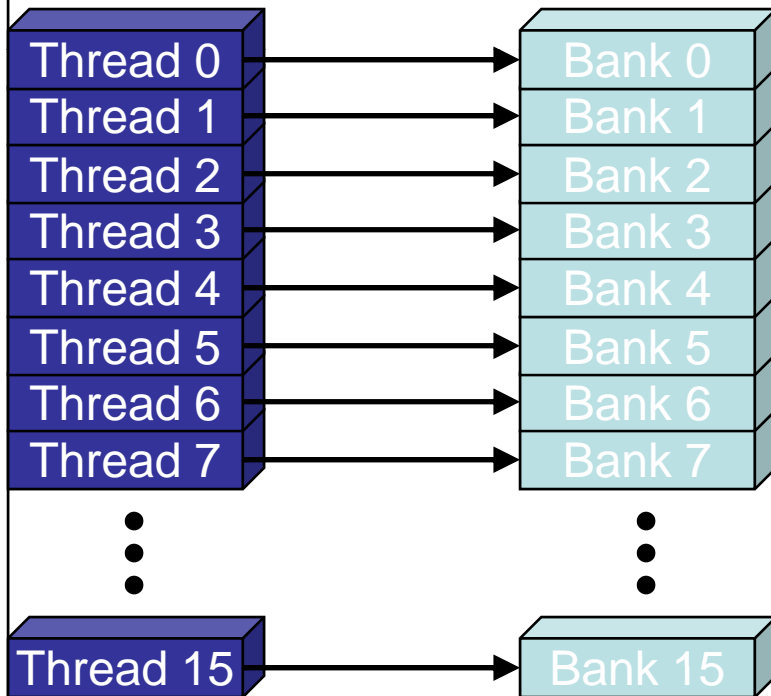 Thread 0 Bank 0
Thread 1 Bank 1
Thread 2 Bank 2
Thread 3 Bank 3
Thread 4 Bank 4
Thread 5 Bank 5
Thread 6 Bank 6
Thread 7 Bank 7
Thread 15 Bank 15